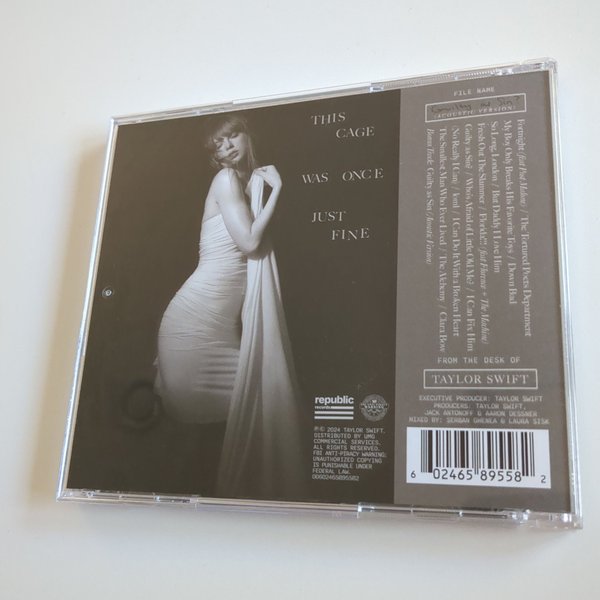 THIS
CAGE
WAS ONCE
JUST
FINE
FILE NAME
Guilty as Sin?
(ACOUSTIC VERSION)
Fortnight (feat. Post Malone) / The Tortured Poets Department
My Boy Only Breaks His Favorite Toys / Down Bad
So Long, London / But Daddy I Love Him
Fresh Out The Slammer / Florida!!! (feat. Florence + The Machine)
Guilty as Sin? / Who's Afraid of Little Old Me? / I Can Fix Him
(No Really I Can) / loml / I Can Do It With a Broken Heart
The Smallest Man Who Ever Lived / The Alchemy / Clara Bow
Bonus Track: Guilty as Sin? (Acoustic Version)
FROM THE DESK OF
TAYLOR SWIFT
EXECUTIVE PRODUCER: TAYLOR SWIFT
PRODUCERS: TAYLOR SWIFT,
JACK ANTONOFF & AARON DESSNER
MIXED BY: SERBAN GHENEA & LAURA SISK
republic
records
℗© 2024 TAYLOR SWIFT.
DISTRIBUTED BY UMG
COMMERCIAL SERVICES.
ALL RIGHTS RESERVED.
FBI ANTI-PIRACY WARNING:
UNAUTHORIZED COPYING
IS PUNISHABLE UNDER
FEDERAL LAW.
00602465895582
6 02465 89558 2